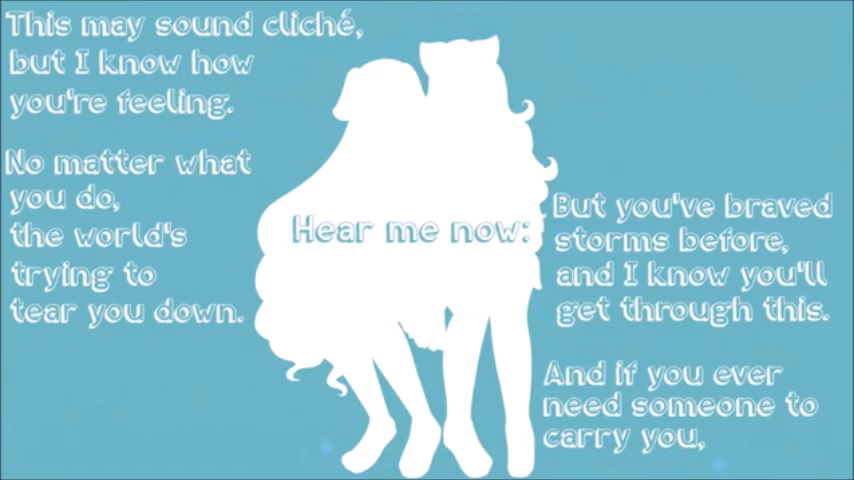 This may sound cliché,
but I know how
you're feeling.
No matter what
you do,
the world's
trying to
tear you down.
Hear me now:
But you've braved
storms before,
and I know you'll
get through this.
And if you ever
need someone to
carry you,